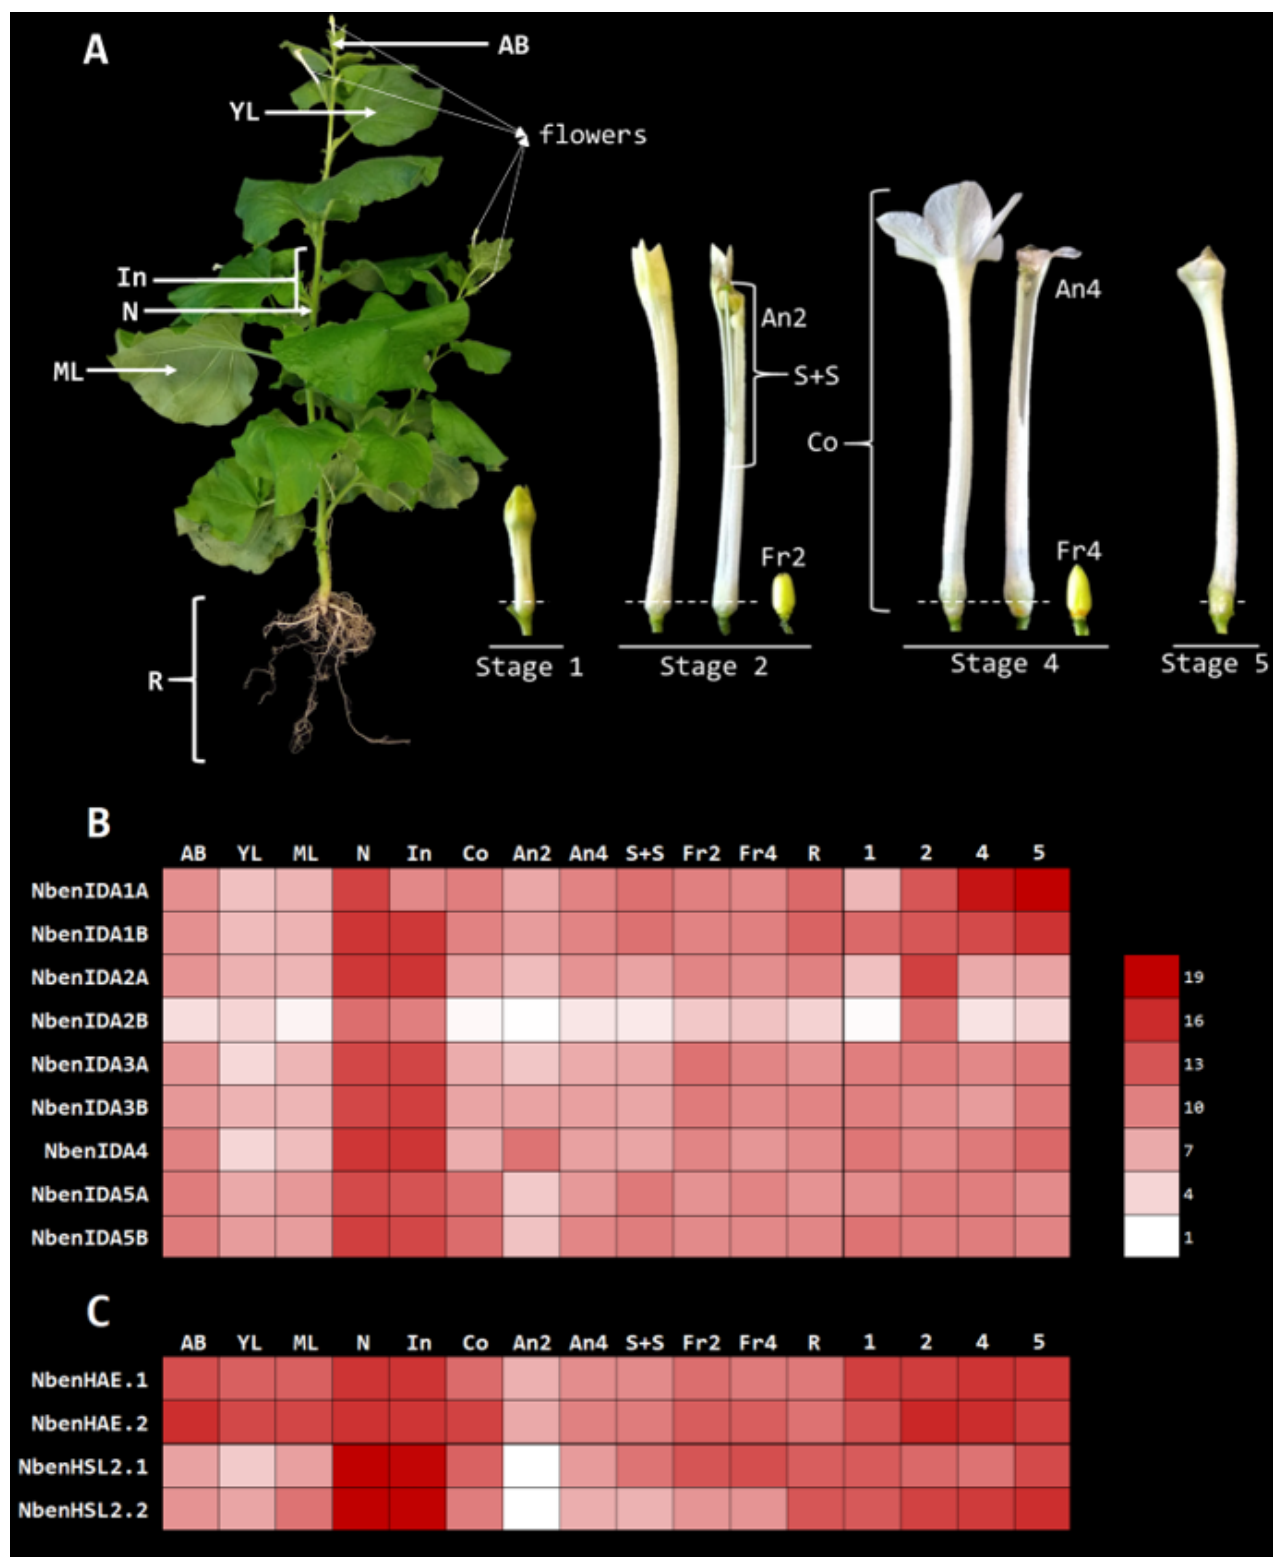 A
AB
YL
flowers
In
N
ML
R
An2
S+S
Fr2
Co
An4
Fr4
Stage 1
Stage 2
Stage 4
Stage 5
B
AB YL ML N In Co An2 An4 S+S Fr2 Fr4 R 1 2 4 5
NbenIDA1A
NbenIDA1B
NbenIDA2A
NbenIDA2B
NbenIDA3A
NbenIDA3B
NbenIDA4
NbenIDA5A
NbenIDA5B
19
16
13
10
7
4
1
C
AB YL ML N In Co An2 An4 S+S Fr2 Fr4 R 1 2 4 5
NbenHAE.1
NbenHAE.2
NbenHSL2.1
NbenHSL2.2